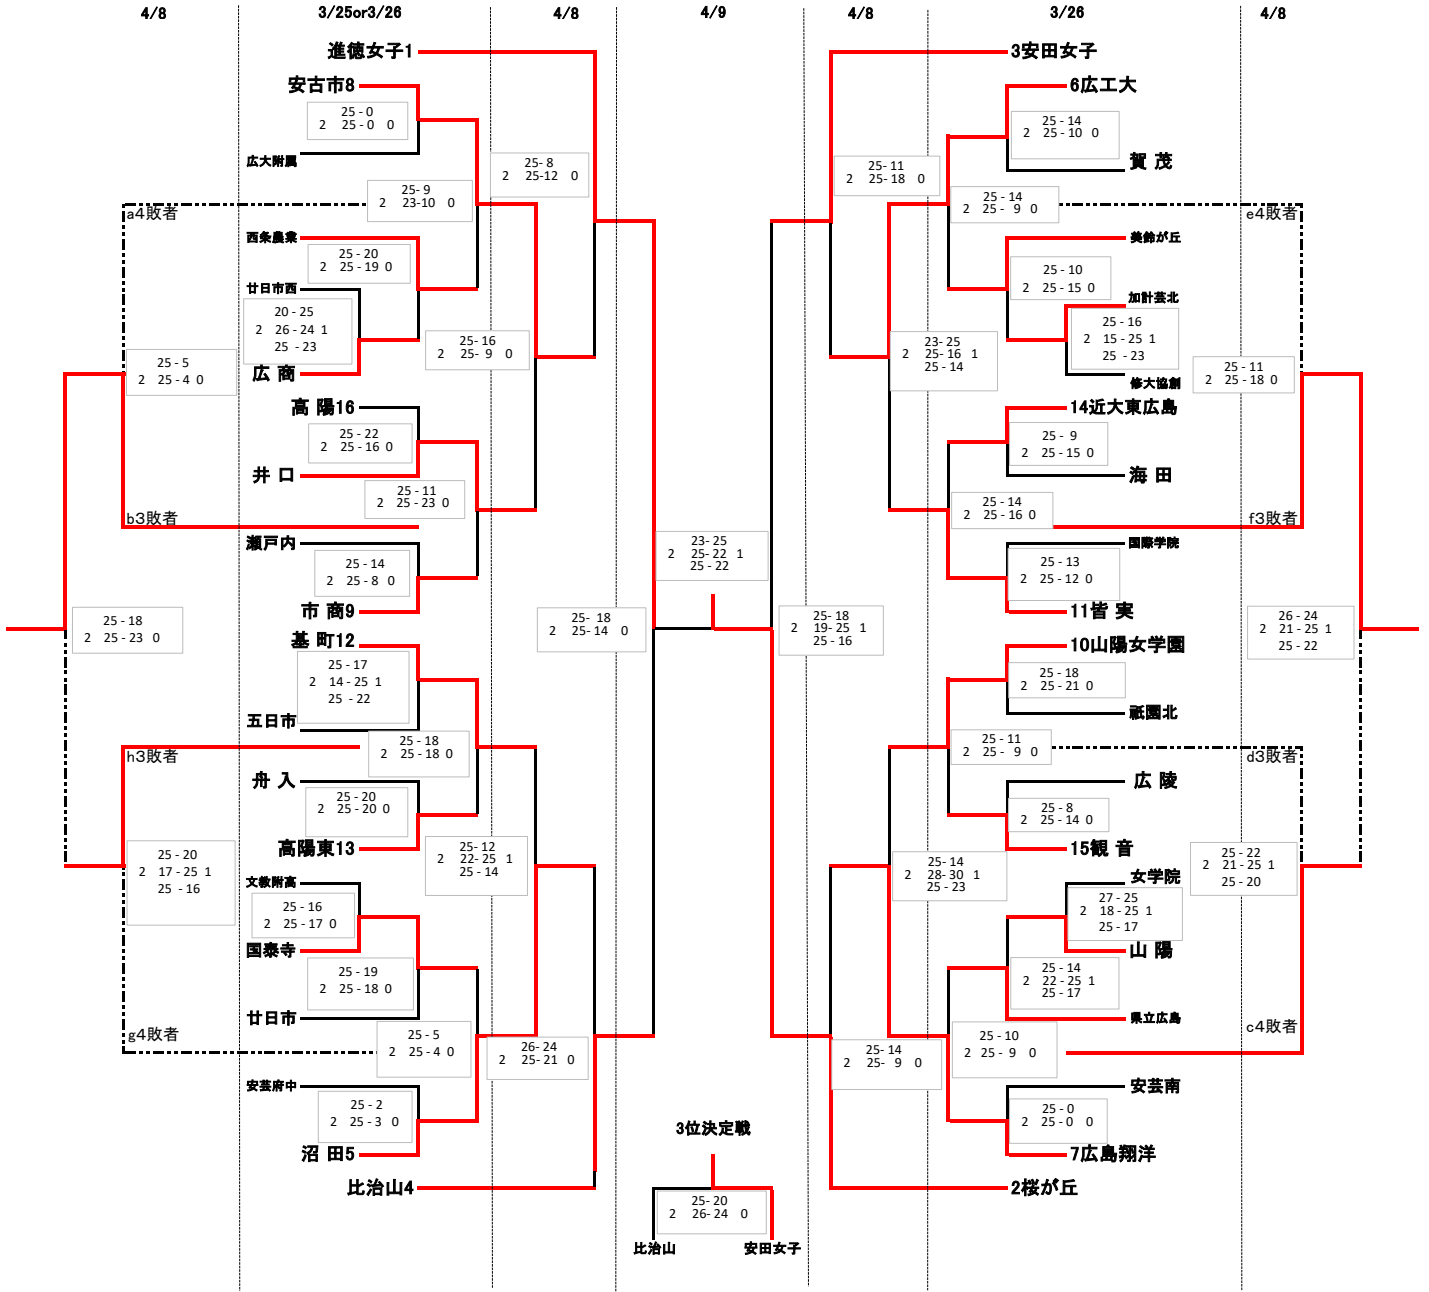 4/8
3/25or3/26
4/8
4/9
4/8
3/26
4/8
進徳女子1
安古市8
25 - 0
2 25 - 0 0
広大附属
25- 8
2 25-12 0
25- 9
2 23-10 0
a4敗者
西条農業
25 - 20
2 25 - 19 0
廿日市西
20 - 25
2 26 - 24 1
25 - 23
広 商
25 - 16
2 25- 9 0
25 - 5
2 25 - 4 0
高 陽16
25 - 22
2 25 - 16 0
井 口
25 - 11
2 25 - 23 0
b3敗者
瀬戸内
25 - 14
2 25 - 8 0
市 商9
25 - 18
2 25 - 23 0
25- 18
2 25- 14 0
基 町12
25 - 17
2 14 - 25 1
25 - 22
五日市
25 - 18
2 25 - 18 0
h3敗者
舟 入
25 - 20
2 25 - 20 0
高陽東13
25- 12
2 22- 25 1
25 - 14
25 - 20
2 17 - 25 1
25 - 16
文教附高
25 - 16
2 25 - 17 0
国泰寺
25 - 19
2 25 - 18 0
廿日市
g4敗者
25 - 5
2 25 - 4 0
26- 24
2 25- 21 0
安芸府中
25 - 2
2 25 - 3 0
沼 田5
比治山4
23- 25
2 25- 22 1
25 - 22
3位決定戦
25- 20
2 26- 24 0
比治山
安田女子
3安田女子
6広工大
25 - 14
2 25 - 10 0
賀 茂
25- 11
2 25- 18 0
25 - 14
2 25 - 9 0
e4敗者
美鈴が丘
25 - 10
2 25 - 15 0
加計芸北
25 - 16
2 15 - 25 1
25 - 23
修大協創
23- 25
2 25- 16 1
25 - 14
25 - 11
2 25 - 18 0
14近大東広島
25 - 9
2 25 - 15 0
海 田
25 - 14
2 25 - 16 0
f3敗者
国際学院
25 - 13
2 25 - 12 0
11皆 実
25- 18
2 19- 25 1
25 - 16
26 - 24
2 21 - 25 1
25 - 22
10山陽女学園
25 - 18
2 25 - 21 0
祇園北
25 - 11
2 25 - 9 0
d3敗者
広 陵
25 - 8
2 25 - 14 0
15観 音
25- 14
2 28- 30 1
25 - 23
25 - 22
2 21 - 25 1
25 - 20
女学院
27 - 25
2 18 - 25 1
25 - 17
山 陽
25 - 14
2 22 - 25 1
25 - 17
県立広島
c4敗者
25 - 10
2 25 - 9 0
25- 14
2 25- 9 0
安芸南
25 - 0
2 25 - 0 0
7広島翔洋
2桜が丘